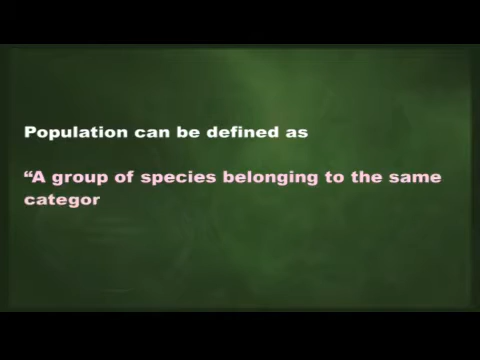 Population can be defined as
“A group of species belonging to the same
categor